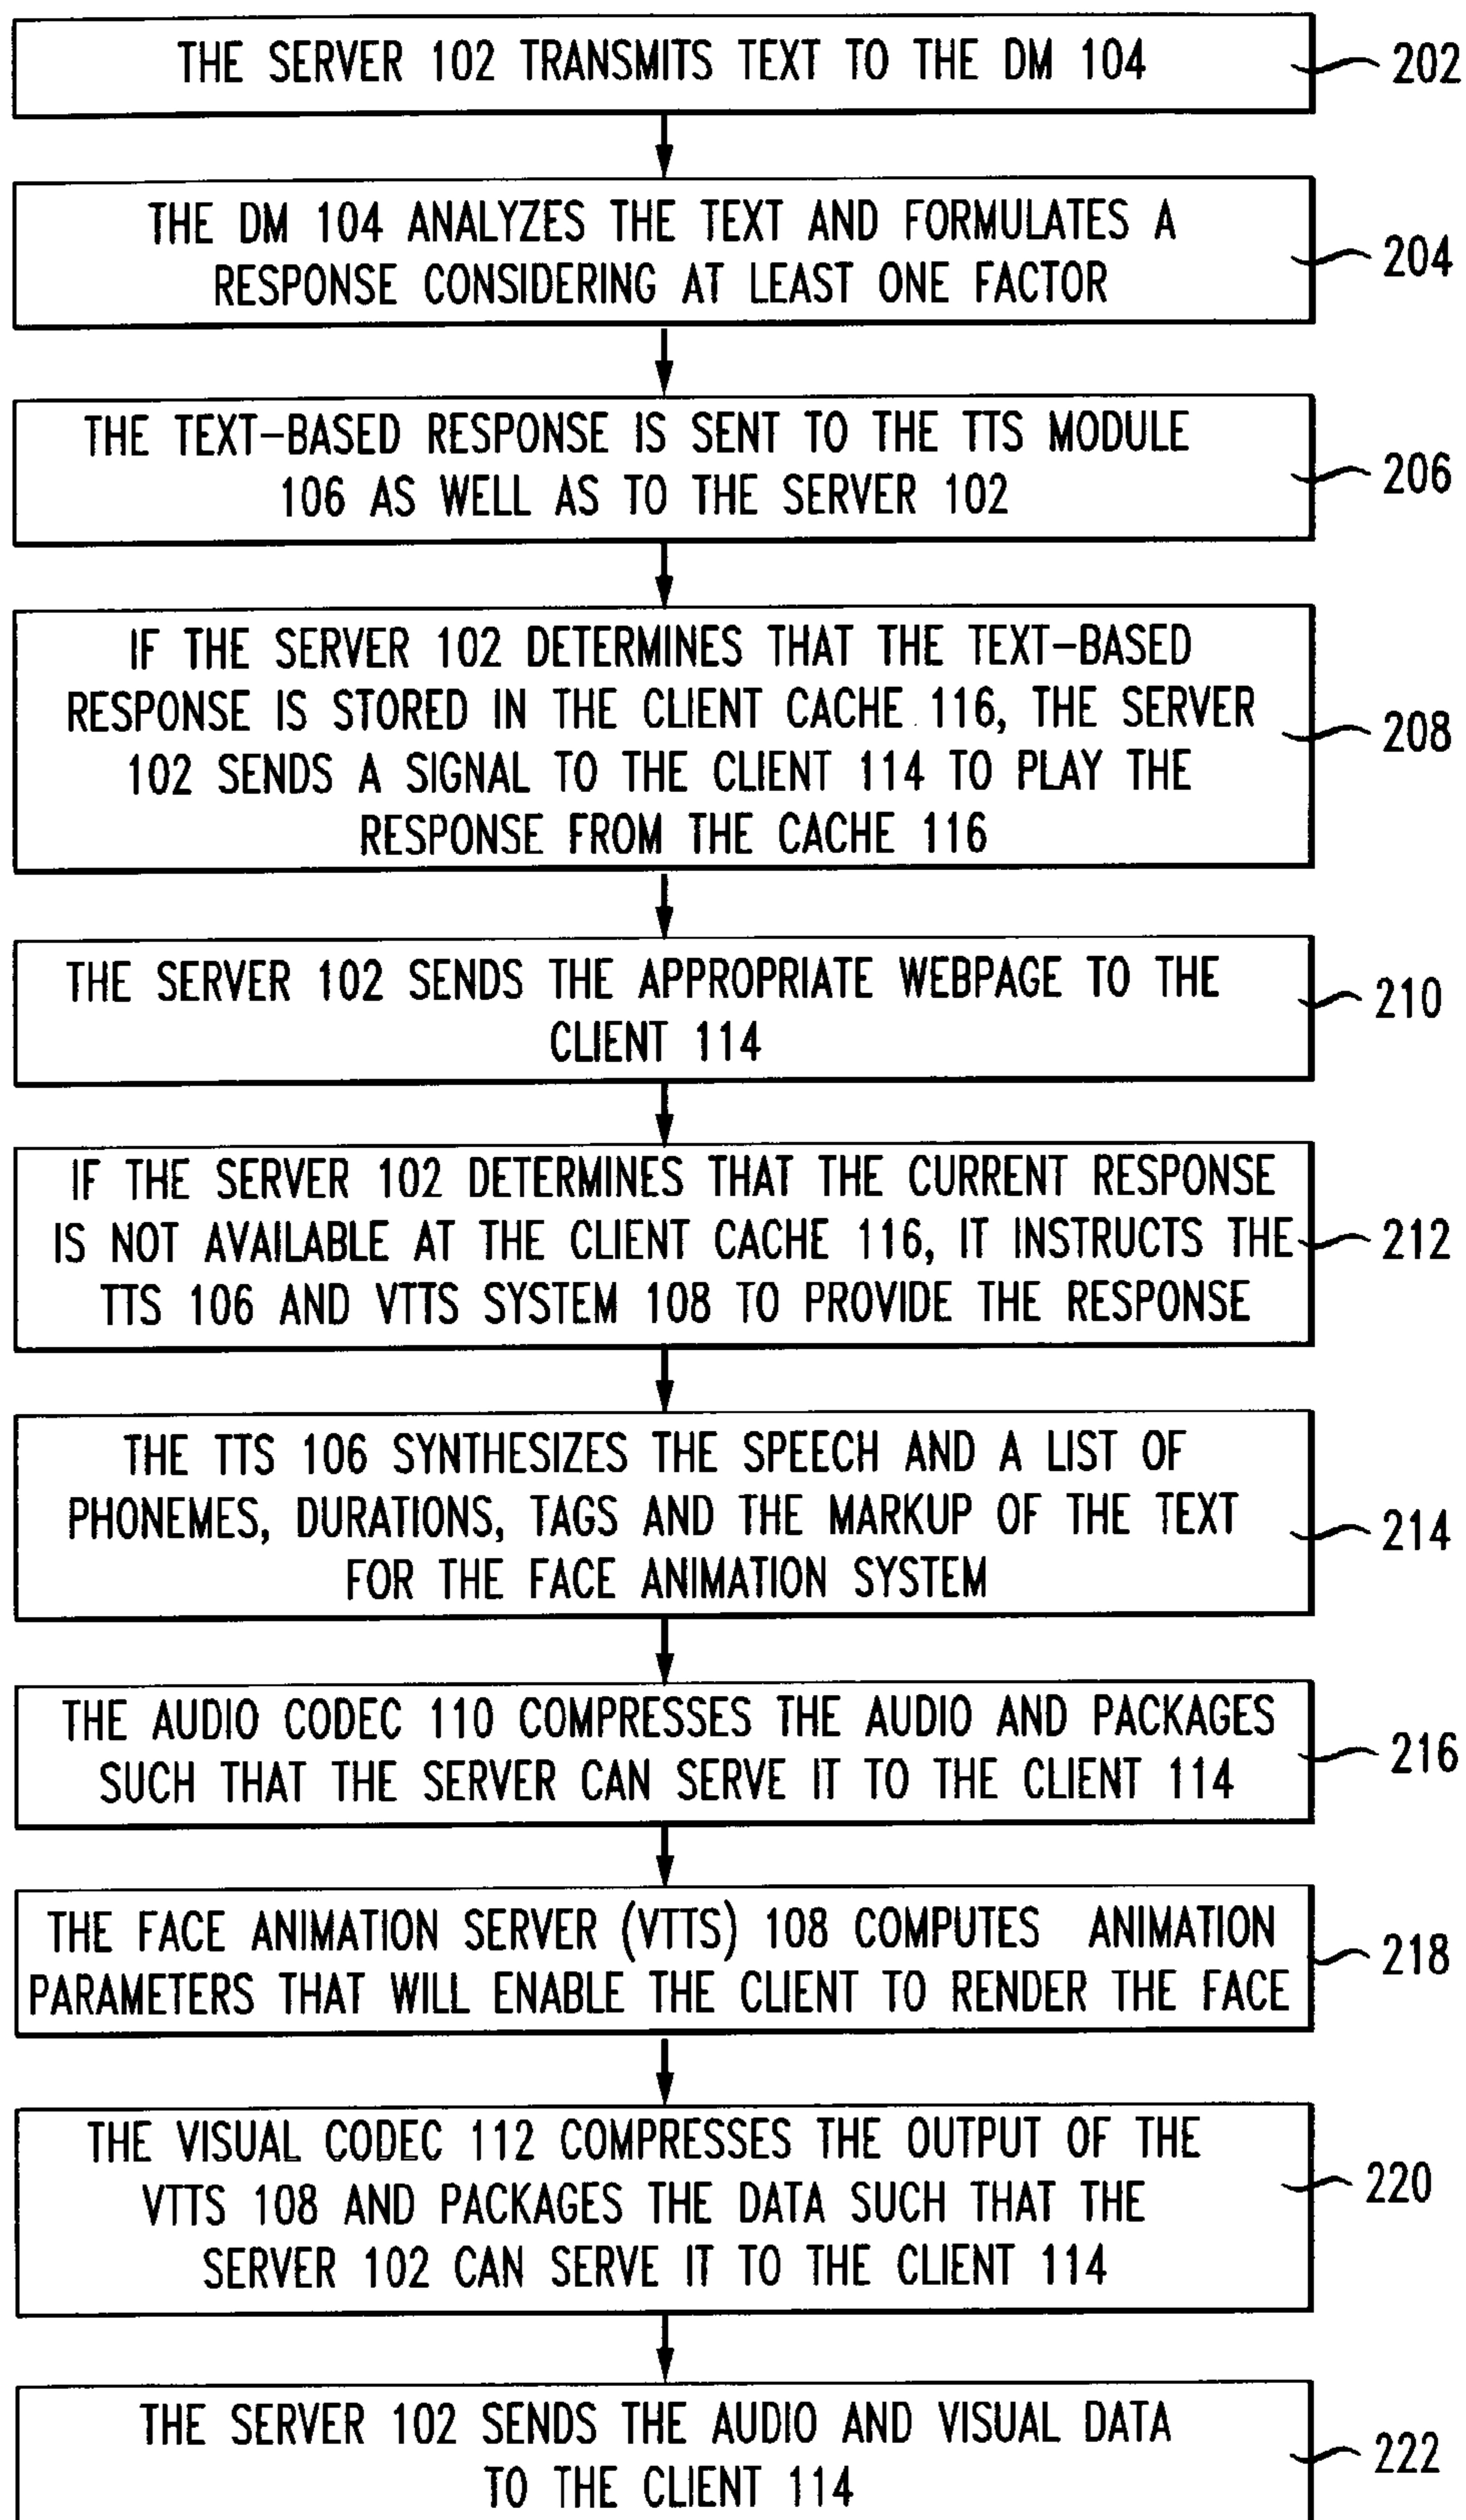 THE SERVER 102 TRANSMITS TEXT TO THE DM 104
202
THE DM 104 ANALYZES THE TEXT AND FORMULATES A
RESPONSE CONSIDERING AT LEAST ONE FACTOR
204
THE TEXT-BASED RESPONSE IS SENT TO THE TTS MODULE
106 AS WELL AS TO THE SERVER 102
206
IF THE SERVER 102 DETERMINES THAT THE TEXT-BASED
RESPONSE IS STORED IN THE CLIENT CACHE 116, THE SERVER
102 SENDS A SIGNAL TO THE CLIENT 114 TO PLAY THE
RESPONSE FROM THE CACHE 116
208
THE SERVER 102 SENDS THE APPROPRIATE WEBPAGE TO THE
CLIENT 114
210
IF THE SERVER 102 DETERMINES THAT THE CURRENT RESPONSE
IS NOT AVAILABLE AT THE CLIENT CACHE 116, IT INSTRUCTS THE
TTS 106 AND VTTS SYSTEM 108 TO PROVIDE THE RESPONSE
212
THE TTS 106 SYNTHESIZES THE SPEECH AND A LIST OF
PHONEMES, DURATIONS, TAGS AND THE MARKUP OF THE TEXT
FOR THE FACE ANIMATION SYSTEM
214
THE AUDIO CODEC 110 COMPRESSES THE AUDIO AND PACKAGES
SUCH THAT THE SERVER CAN SERVE IT TO THE CLIENT 114
216
THE FACE ANIMATION SERVER (VTTS) 108 COMPUTES ANIMATION
PARAMETERS THAT WILL ENABLE THE CLIENT TO RENDER THE FACE
218
THE VISUAL CODEC 112 COMPRESSES THE OUTPUT OF THE
VTTS 108 AND PACKAGES THE DATA SUCH THAT THE
SERVER 102 CAN SERVE IT TO THE CLIENT 114
220
THE SERVER 102 SENDS THE AUDIO AND VISUAL DATA
TO THE CLIENT 114
222